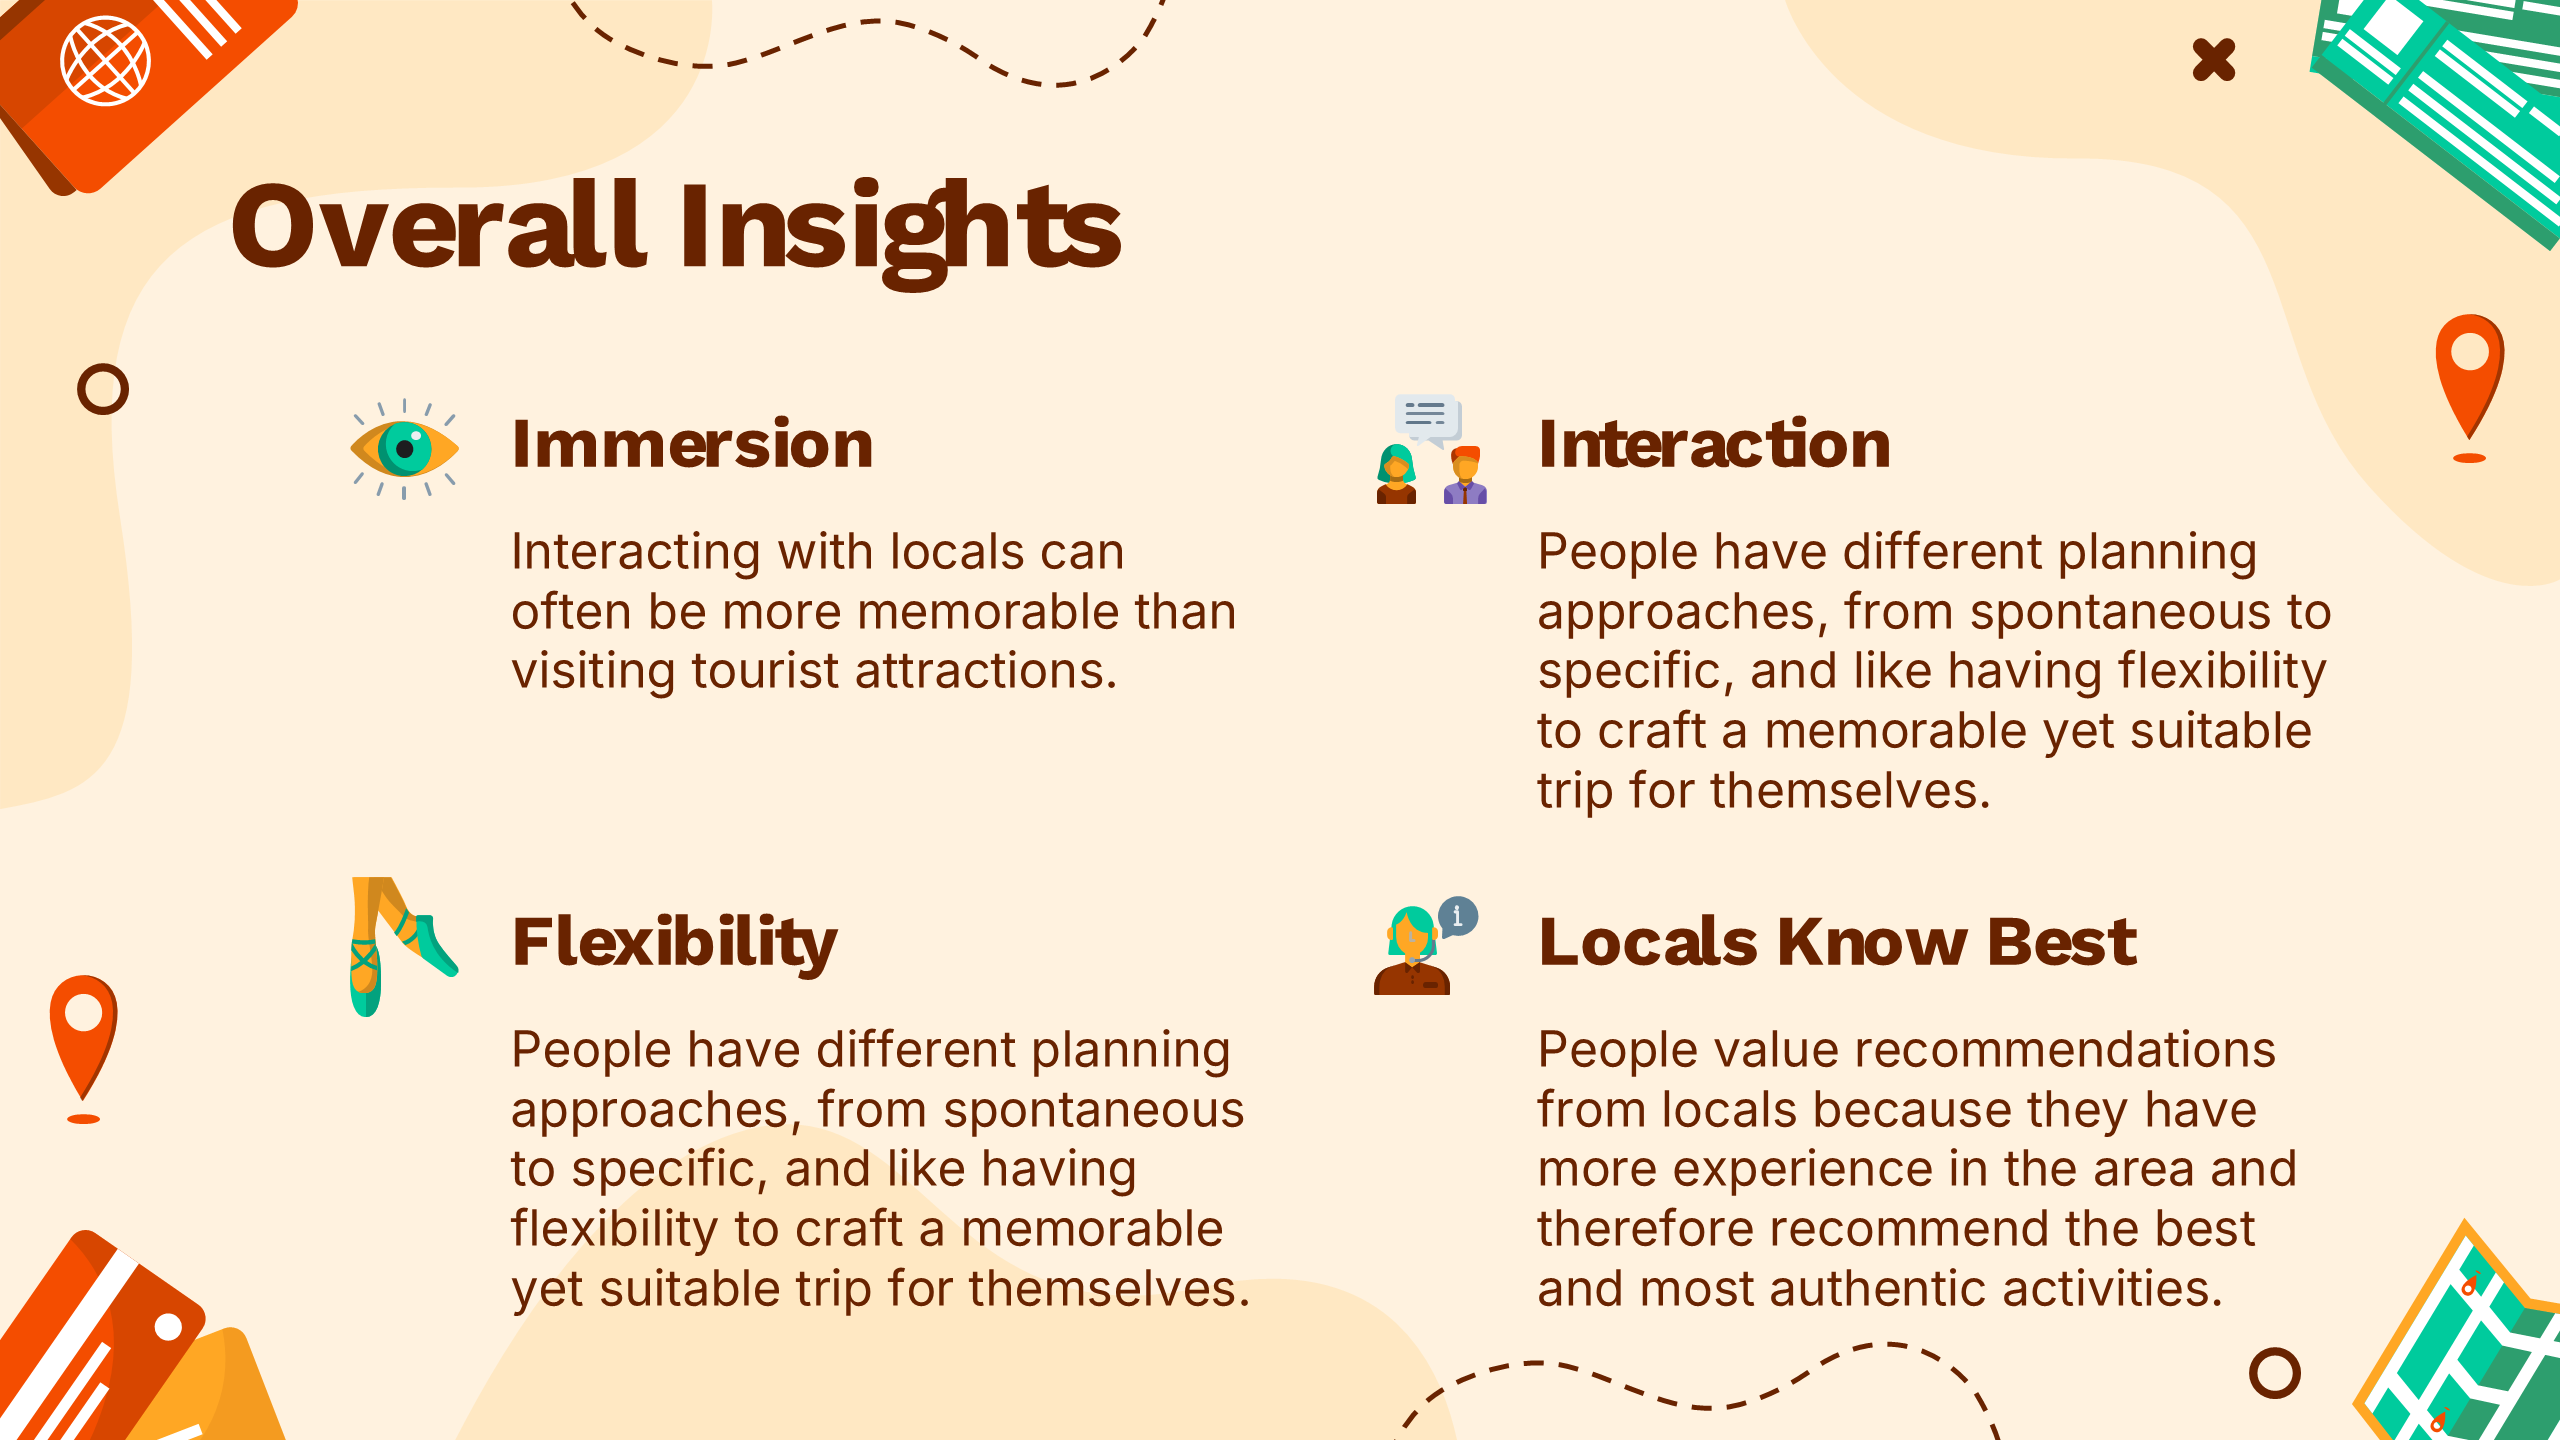 Overall Insights
Immersion
Interacting with locals can
often be more memorable than
visiting tourist attractions.
Interaction
People have different planning
approaches, from spontaneous to
specific, and like having flexibility
to craft a memorable yet suitable
trip for themselves.
Flexibility
People have different planning
approaches, from spontaneous
to specific, and like having
flexibility to craft a memorable
yet suitable trip for themselves.
i
Locals Know Best
People value recommendations
from locals because they have
more experience in the area and
therefore recommend the best
and most authentic activities.